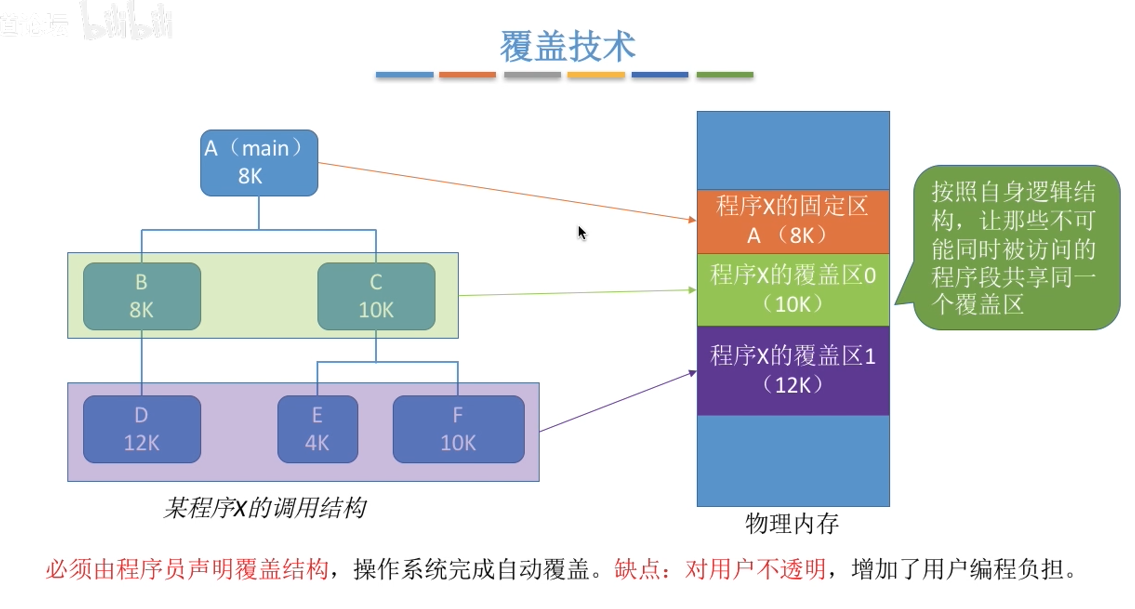 bilibili
覆盖技术
A（main）
8K
B
8K
C
10K
D
12K
E
4K
F
10K
某程序X的调用结构
程序X的固定区
A （8K）
程序X的覆盖区0
（10K）
程序X的覆盖区1
（12K）
物理内存
按照自身逻辑结
构，让那些不可
能同时被访问的
程序段共享同一
个覆盖区
必须由程序员声明覆盖结构，操作系统完成自动覆盖。缺点：对用户不透明，增加了用户编程负担。